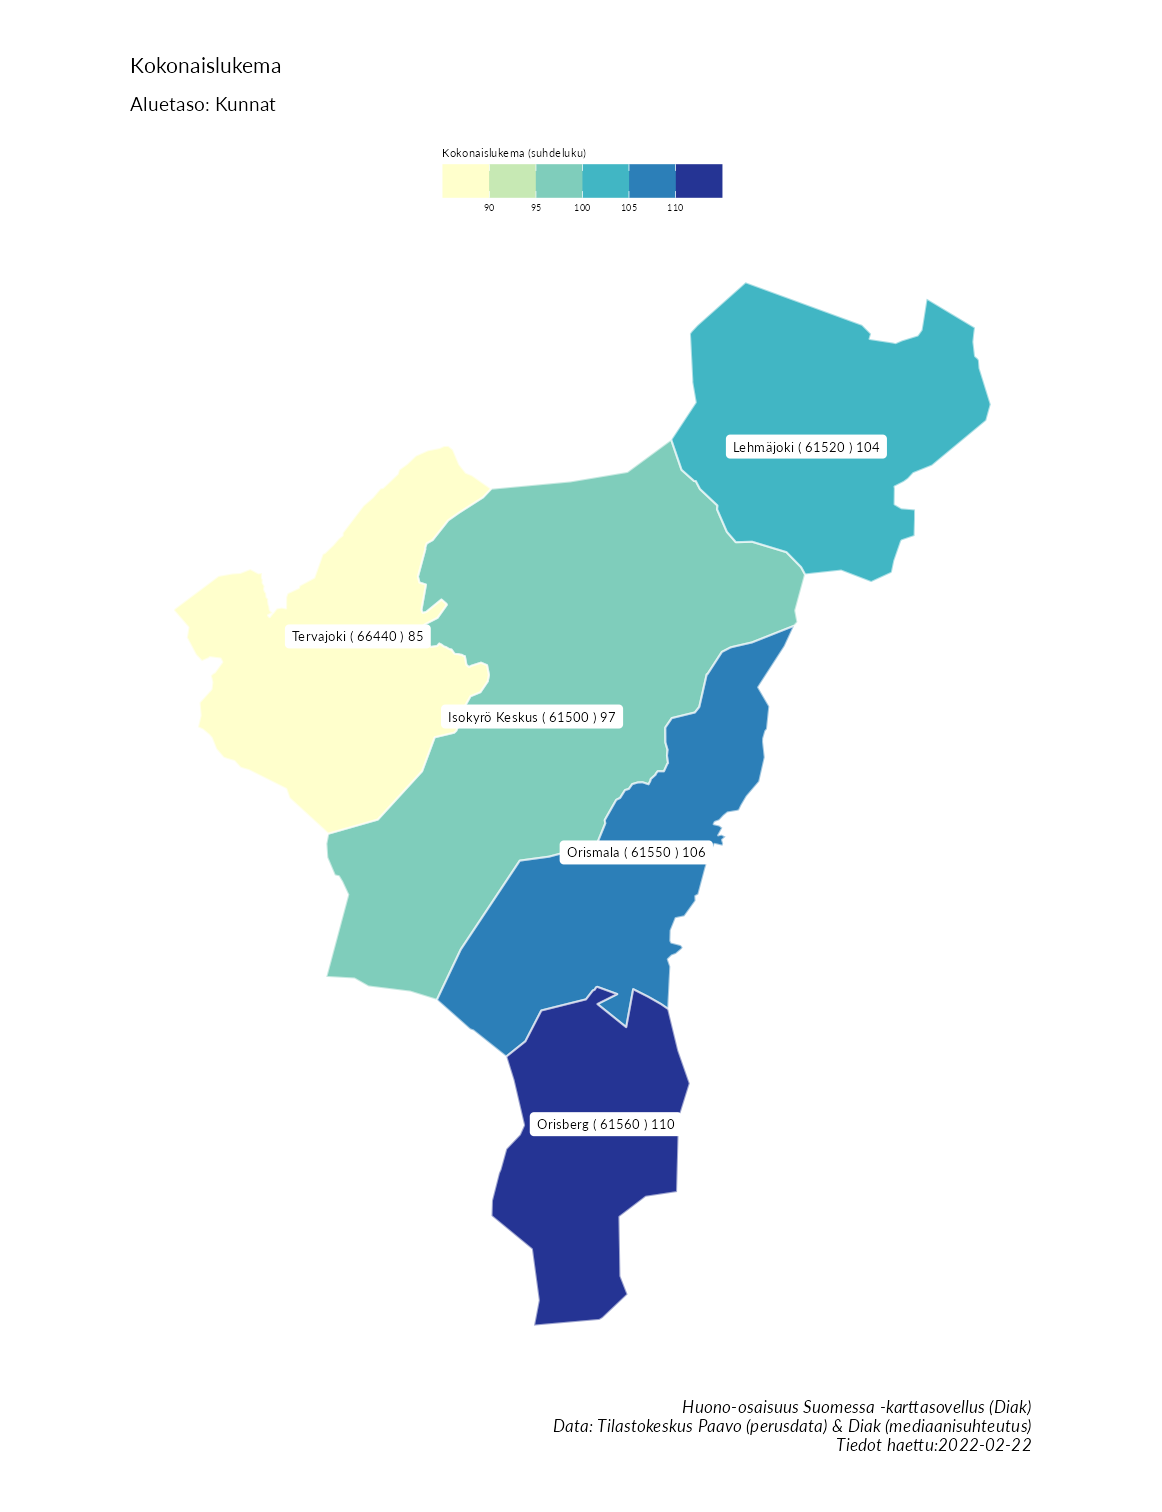 Kokonaislukema
Aluetaso: Kunnat
Kokonaislukema (suhdeluku)
90 95 100 105 110
Lehmäjoki ( 61520 ) 104
Tervajoki ( 66440 ) 85
Isokyrö Keskus ( 61500 ) 97
Orismala ( 61550 ) 106
Orisberg ( 61560 ) 110
Huono-osaisuus Suomessa -karttasovellus (Diak)
Data: Tilastokeskus Paavo (perusdata) & Diak (mediaanisuhteutus)
Tiedot haettu:2022-02-22